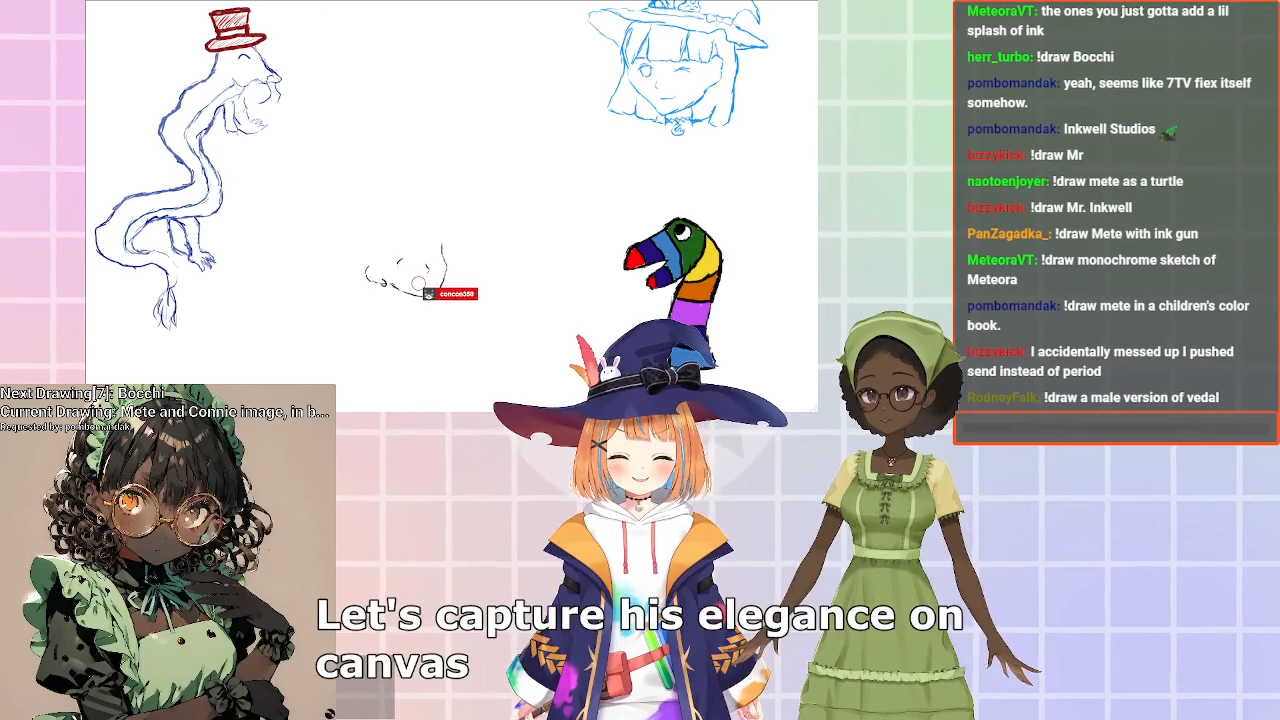 MeteoraVT: the ones you just gotta add a lil
splash of ink
herr_turbo: !draw Bocchi
pombomandak: yeah, seems like 7TV fiex itself
somehow.
pombomandak: Inkwell Studios
bizzykick: !draw Mr
naotoenjoyer: !draw mete as a turtle
bizzykick: !draw Mr. Inkwell
PanZagadka_: !draw Mete with ink gun
MeteoraVT: !draw monochrome sketch of
Meteora
pombomandak: !draw mete in a children's color
book.
bizzykick: I accidentally messed up I pushed
send instead of period
RodneyFalk: !draw a male version of vedal
concon350
Next Drawing[7]: Bocchi
Current Drawing: Mete and Connie image, in b...
Requested by: pombomandak
Let's capture his elegance on
canvas